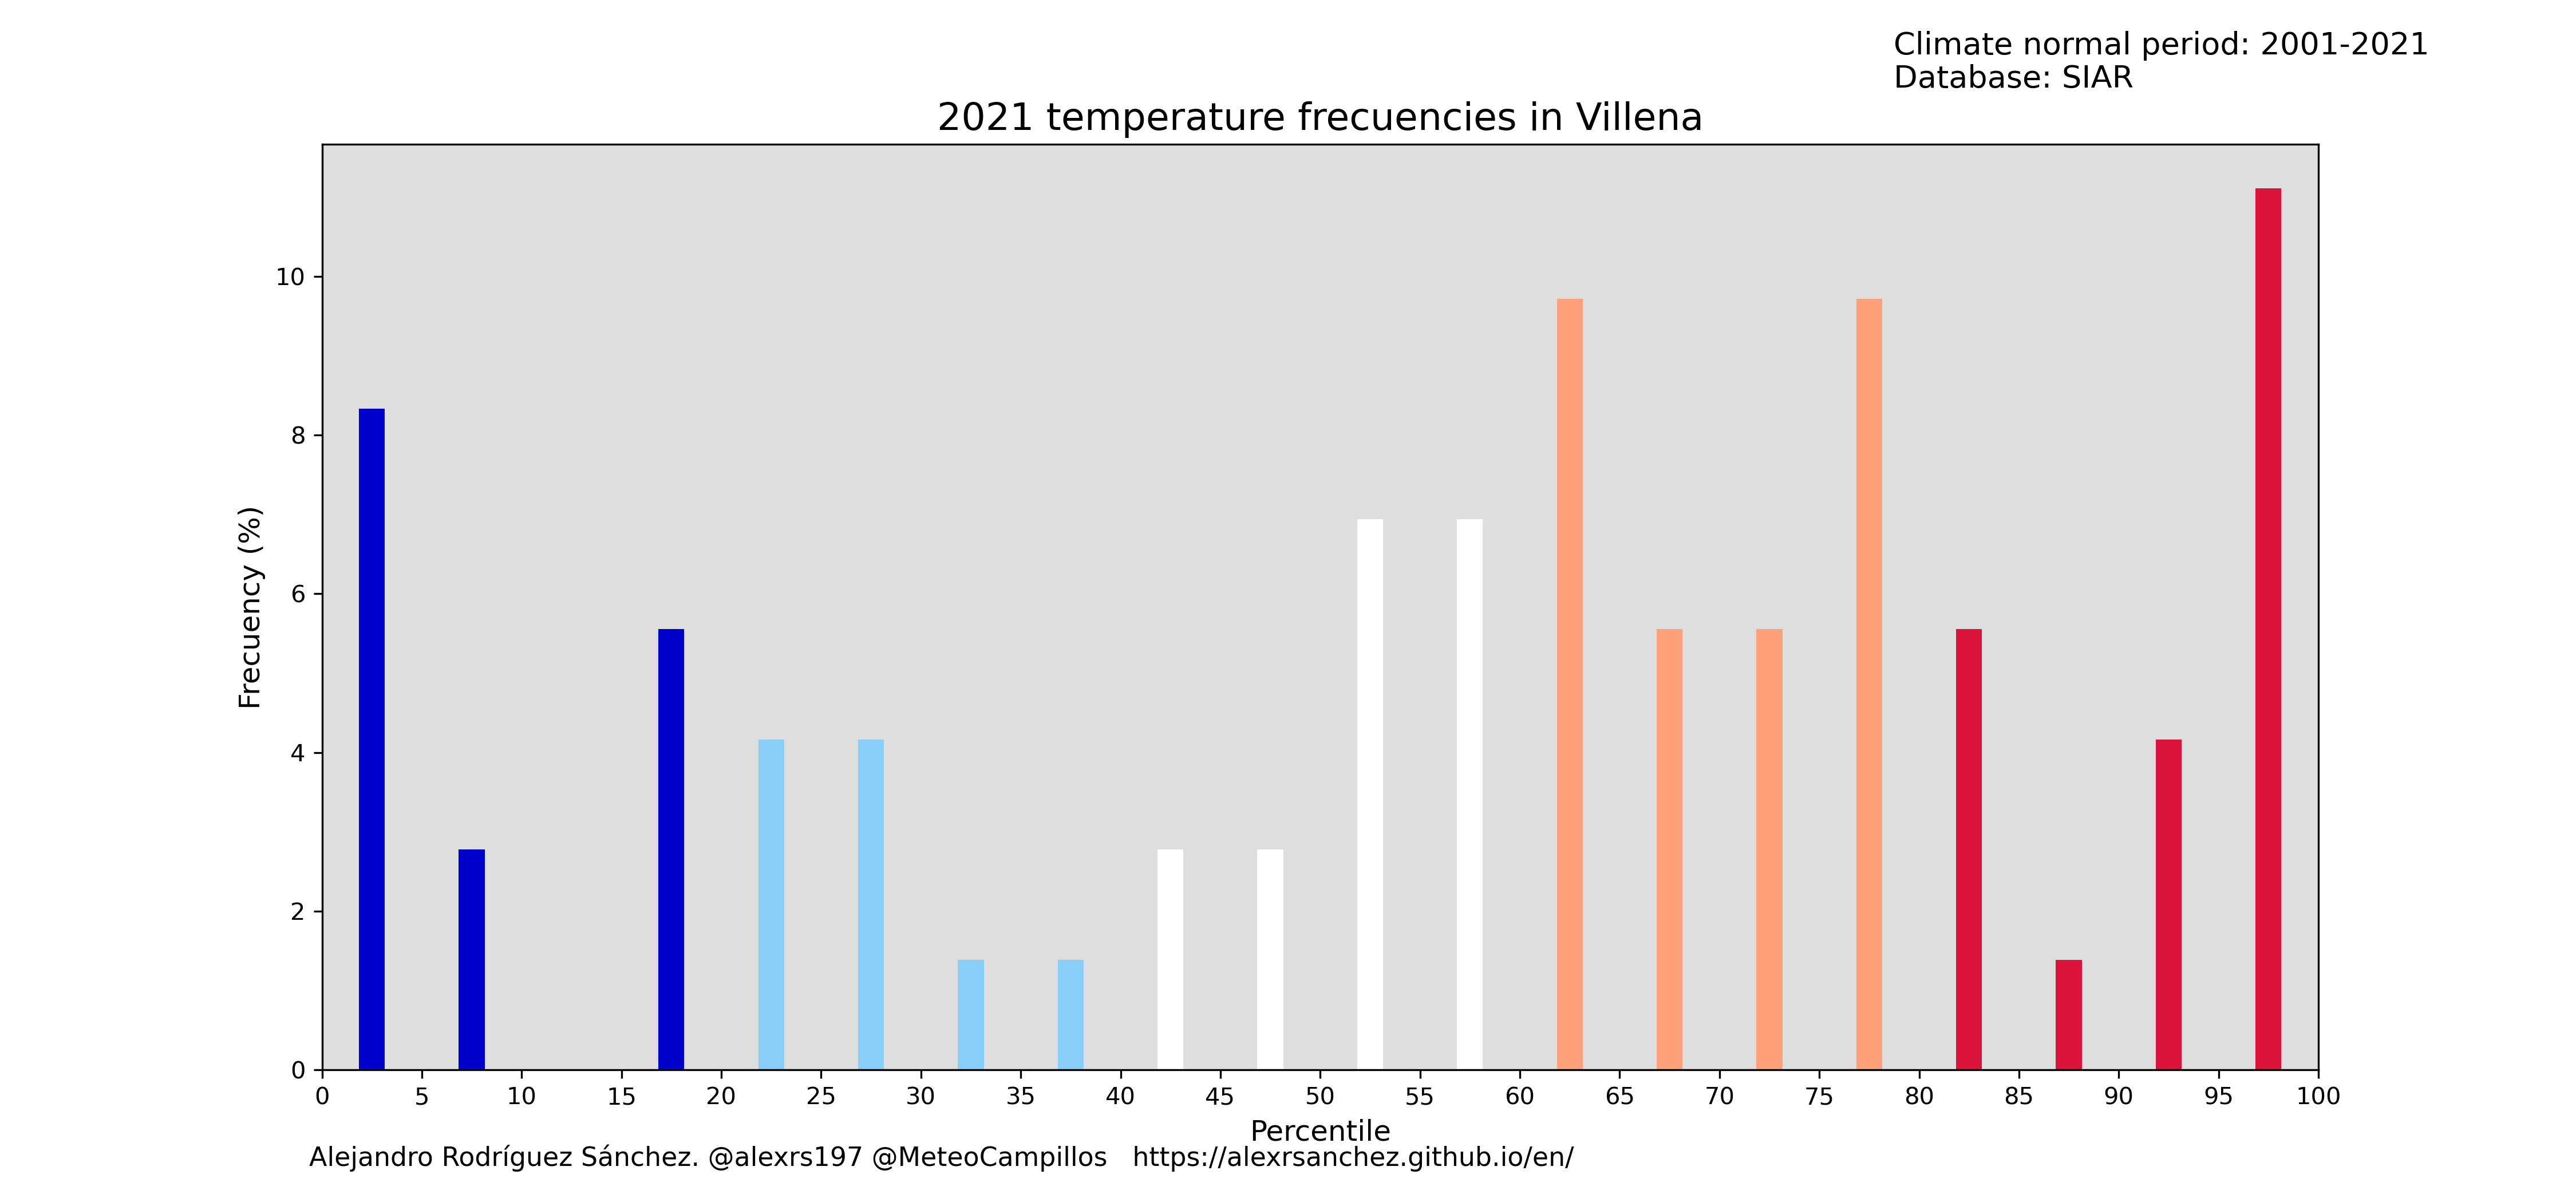 Climate normal period: 2001-2021
Database: SIAR
2021 temperature frecuencies in Villena
Frecuency (%)
10
8
6
4
2
0
0 5 10 15 20 25 30 35 40 45 50 55 60 65 70 75 80 85 90 95 100
Percentile
Alejandro Rodríguez Sánchez. @alexrs197 @MeteoCampillos https://alexrsanchez.github.io/en/